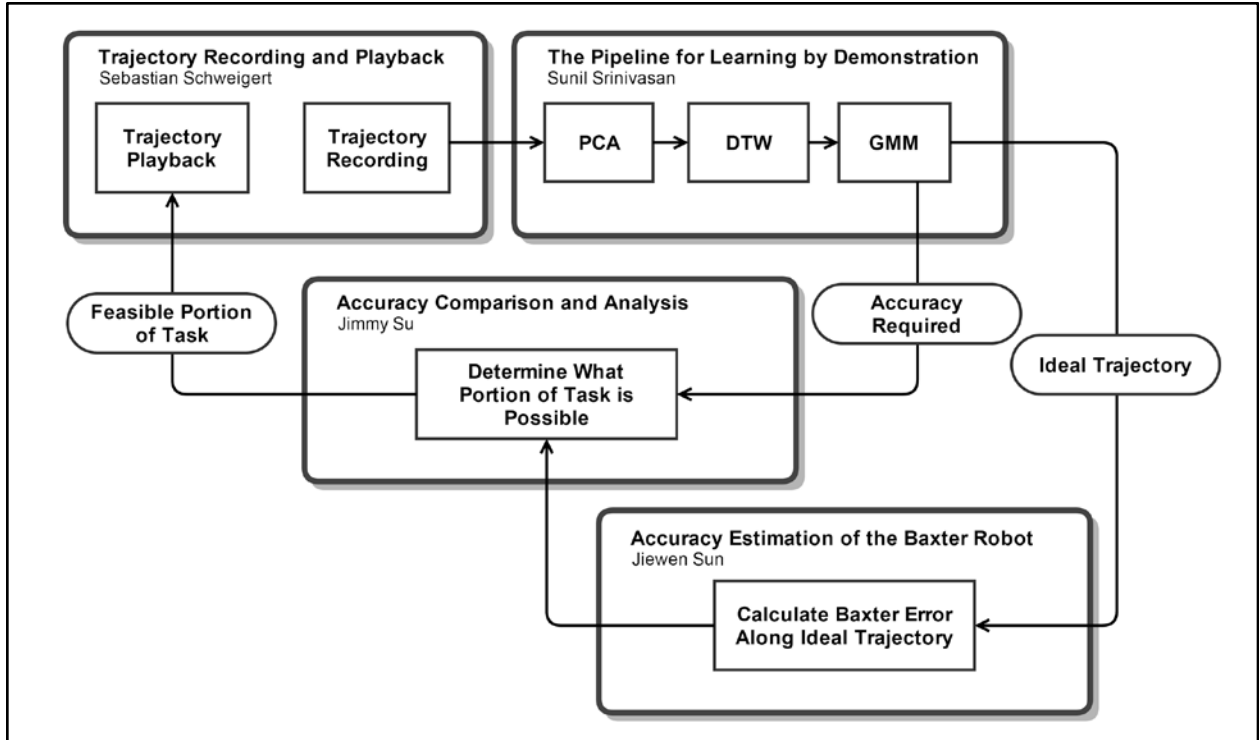 Trajectory Recording and Playback
Sebastian Schweigert
Trajectory
Playback
Trajectory
Recording
The Pipeline for Learning by Demonstration
Sunil Srinivasan
PCA
DTW
GMM
Feasible Portion
of Task
Accuracy Comparison and Analysis
Jimmy Su
Determine What
Portion of Task is
Possible
Accuracy
Required
Ideal Trajectory
Accuracy Estimation of the Baxter Robot
Jiewen Sun
Calculate Baxter Error
Along Ideal Trajectory